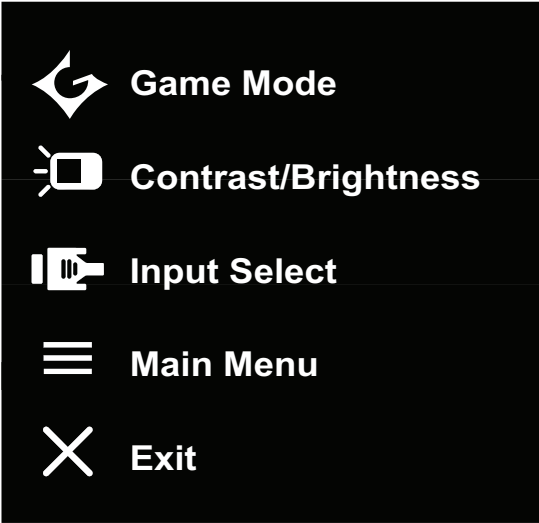 Game Mode
Contrast/Brightness
Input Select
Main Menu
Exit